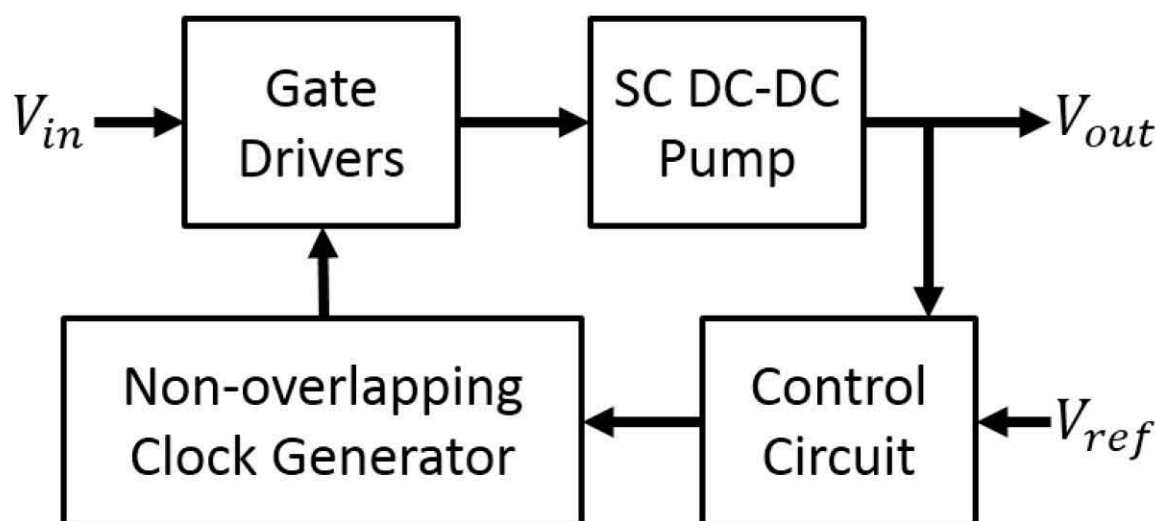 V_in
Gate
Drivers
SC DC-DC
Pump
V_out
Non-overlapping
Clock Generator
Control
Circuit
V_ref